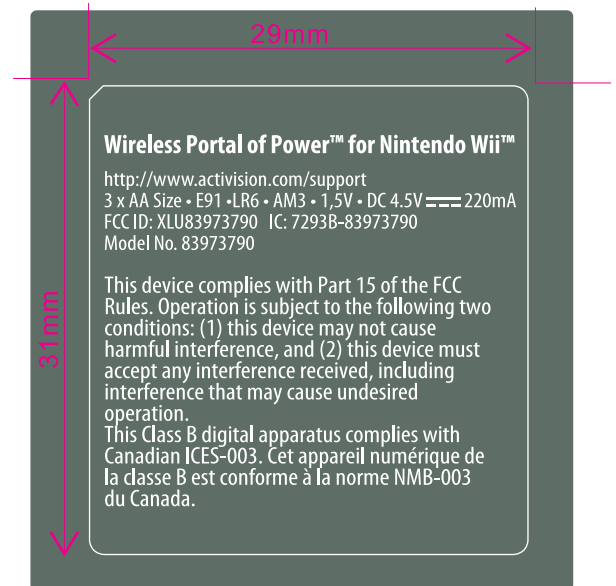 29mm
31mm
Wireless Portal of Power™ for Nintendo Wii™
http://www.activision.com/support
3 x AA Size • E91 •LR6 • AM3 • 1,5V • DC 4.5V ⎓ 220mA
FCC ID: XLU83973790 IC: 7293B-83973790
Model No. 83973790
This device complies with Part 15 of the FCC
Rules. Operation is subject to the following two
conditions: (1) this device may not cause
harmful interference, and (2) this device must
accept any interference received, including
interference that may cause undesired
operation.
This Class B digital apparatus complies with
Canadian ICES-003. Cet appareil numérique de
la classe B est conforme à la norme NMB-003
du Canada.